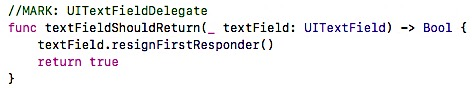 //MARK: UITextFieldDelegate
func textFieldShouldReturn(_ textField: UITextField) -> Bool {
    textField.resignFirstResponder()
    return true
}